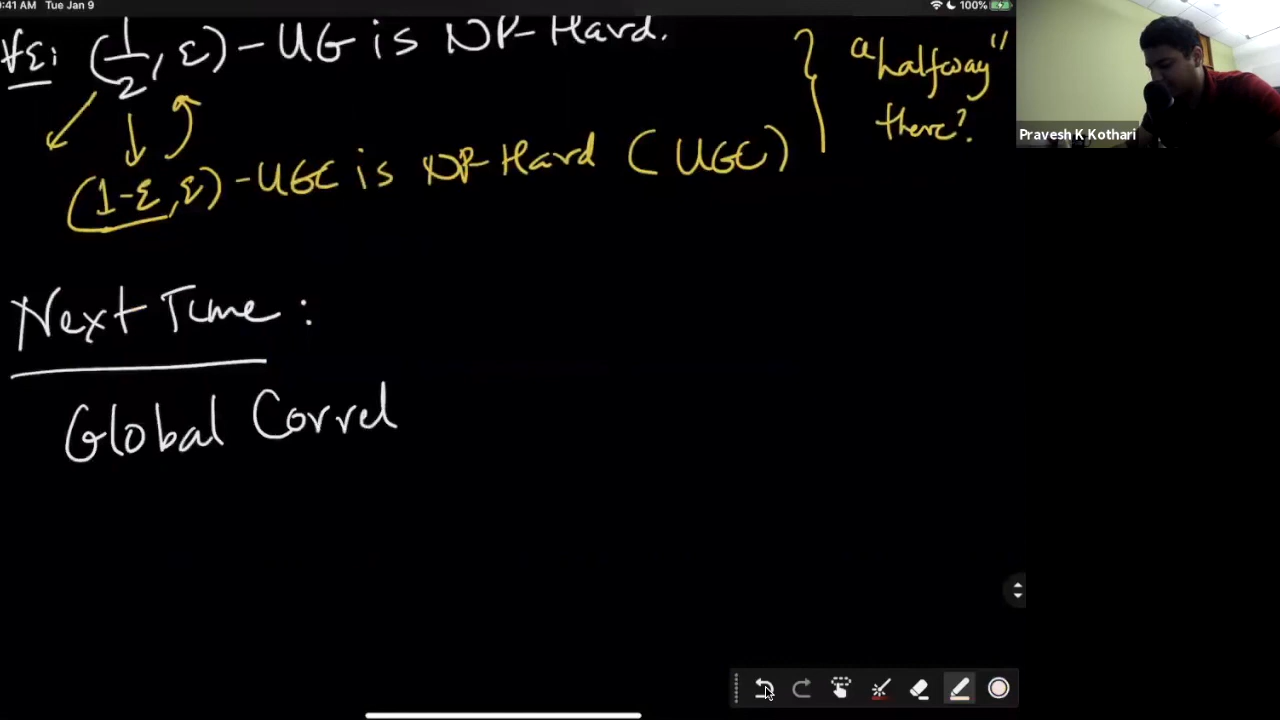 :41 AM Tue Jan 9
100%
∀ε: (1/2, ε) - UG is NP-Hard.
(1-ε, ε) - UGC is NP-Hard (UGC)
"halfway"
there?
Pravesh K Kothari
Next Time:
Global Correl